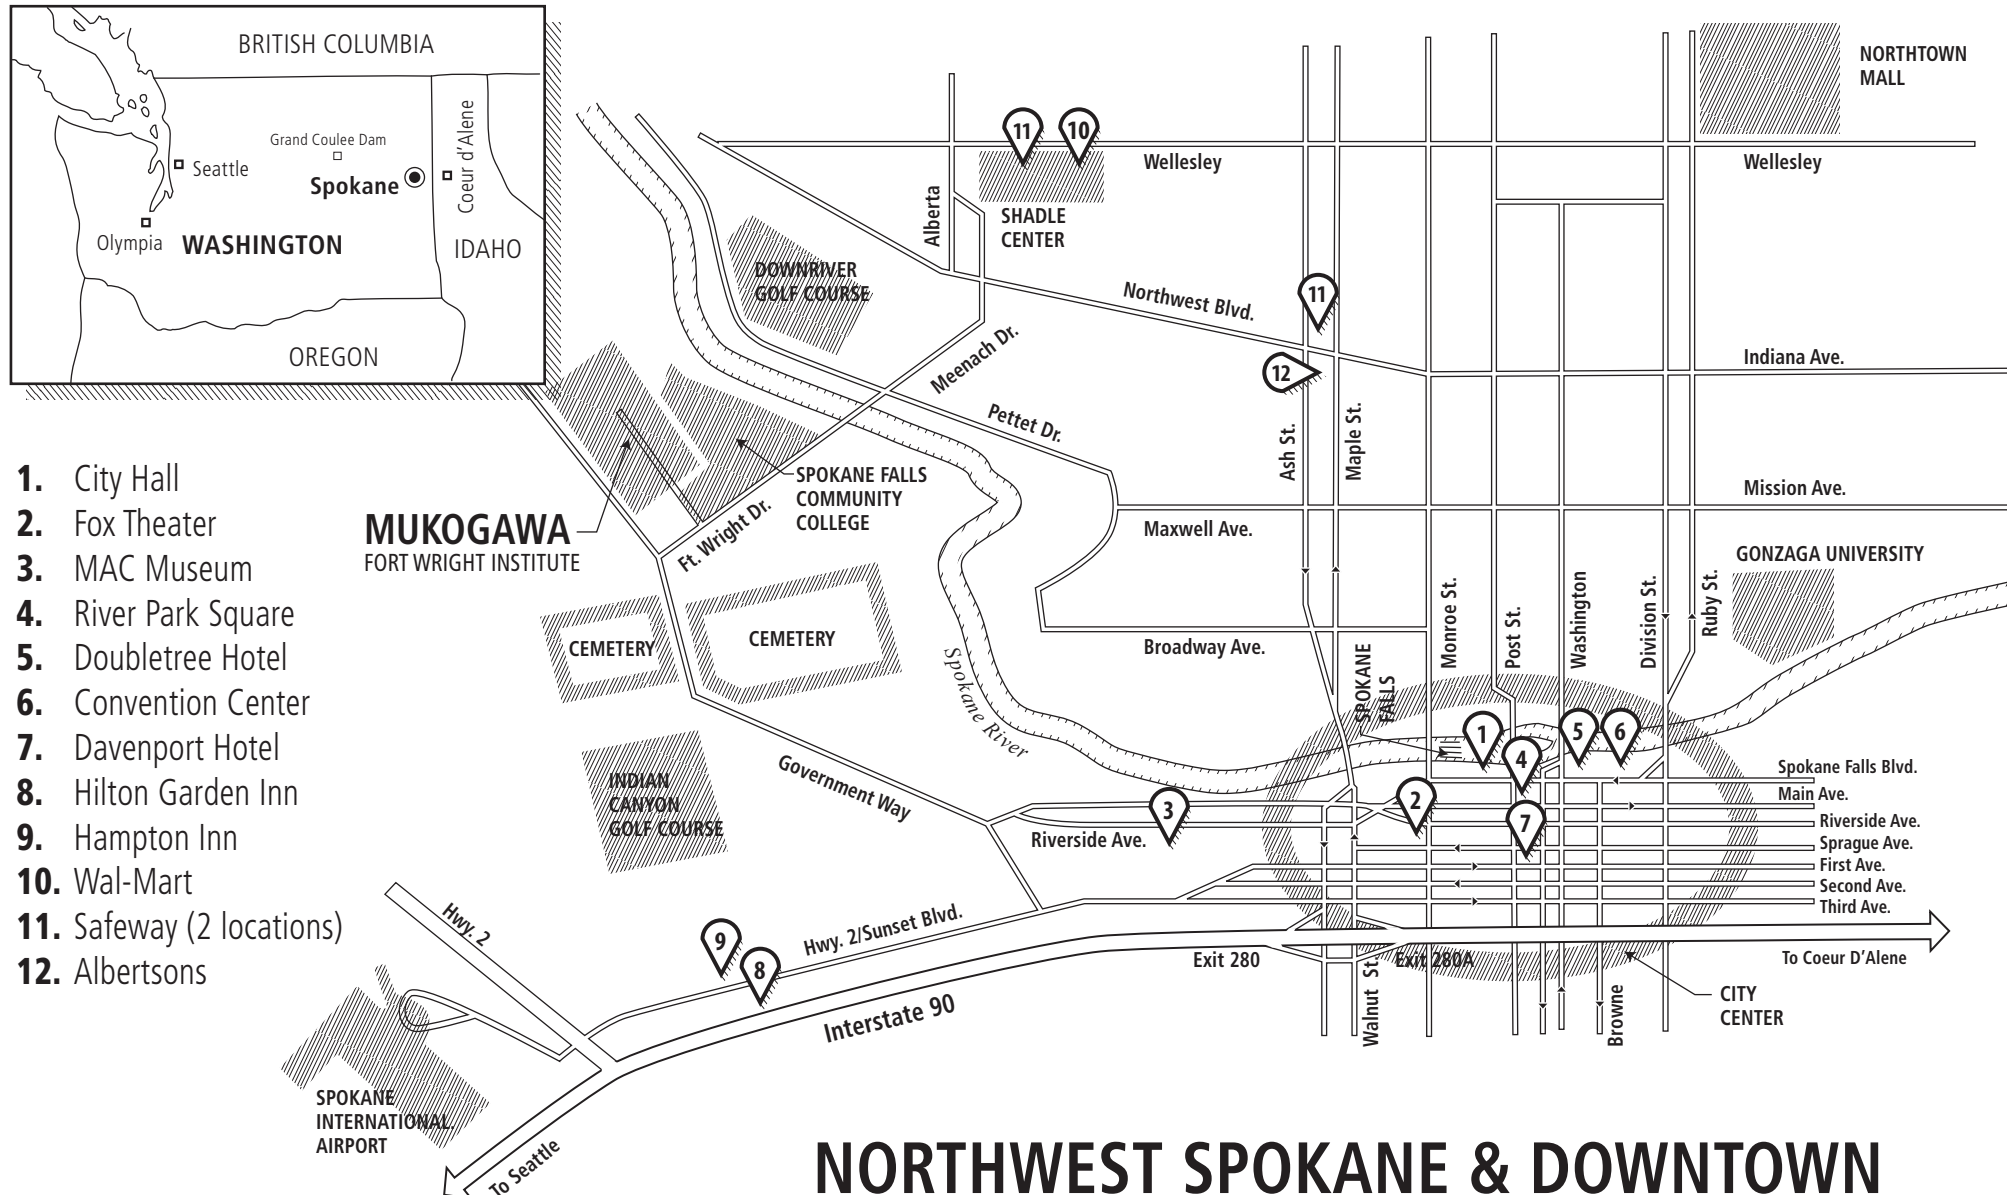 BRITISH COLUMBIA
Grand Coulee Dam
Seattle
Spokane
Coeur d'Alene
Olympia
WASHINGTON
IDAHO
OREGON
1. City Hall
2. Fox Theater
3. MAC Museum
4. River Park Square
5. Doubletree Hotel
6. Convention Center
7. Davenport Hotel
8. Hilton Garden Inn
9. Hampton Inn
10. Wal-Mart
11. Safeway (2 locations)
12. Albertsons
NORTHTOWN
MALL
11
10
Wellesley
Wellesley
Alberta
SHADLE
CENTER
DOWNRIVER
GOLF COURSE
Northwest Blvd.
11
Meenach Dr.
12
Indiana Ave.
Pettet Dr.
Ash St.
Maple St.
SPOKANE FALLS
COMMUNITY
COLLEGE
MUKOGAWA
FORT WRIGHT INSTITUTE
Ft. Wright Dr.
Mission Ave.
Maxwell Ave.
GONZAGA UNIVERSITY
CEMETERY
CEMETERY
Broadway Ave.
Monroe St.
Post St.
Washington
Division St.
Ruby St.
Spokane River
SPOKANE
FALLS
1
5
6
4
INDIAN
CANYON
GOLF COURSE
Government Way
3
2
7
Riverside Ave.
Spokane Falls Blvd.
Main Ave.
Riverside Ave.
Sprague Ave.
First Ave.
Second Ave.
Third Ave.
Hwy. 2
9
8
Hwy. 2/Sunset Blvd.
Exit 280
Exit 280A
To Coeur D'Alene
Walnut St.
Browne
CITY
CENTER
Interstate 90
SPOKANE
INTERNATIONAL
AIRPORT
To Seattle
NORTHWEST SPOKANE & DOWNTOWN